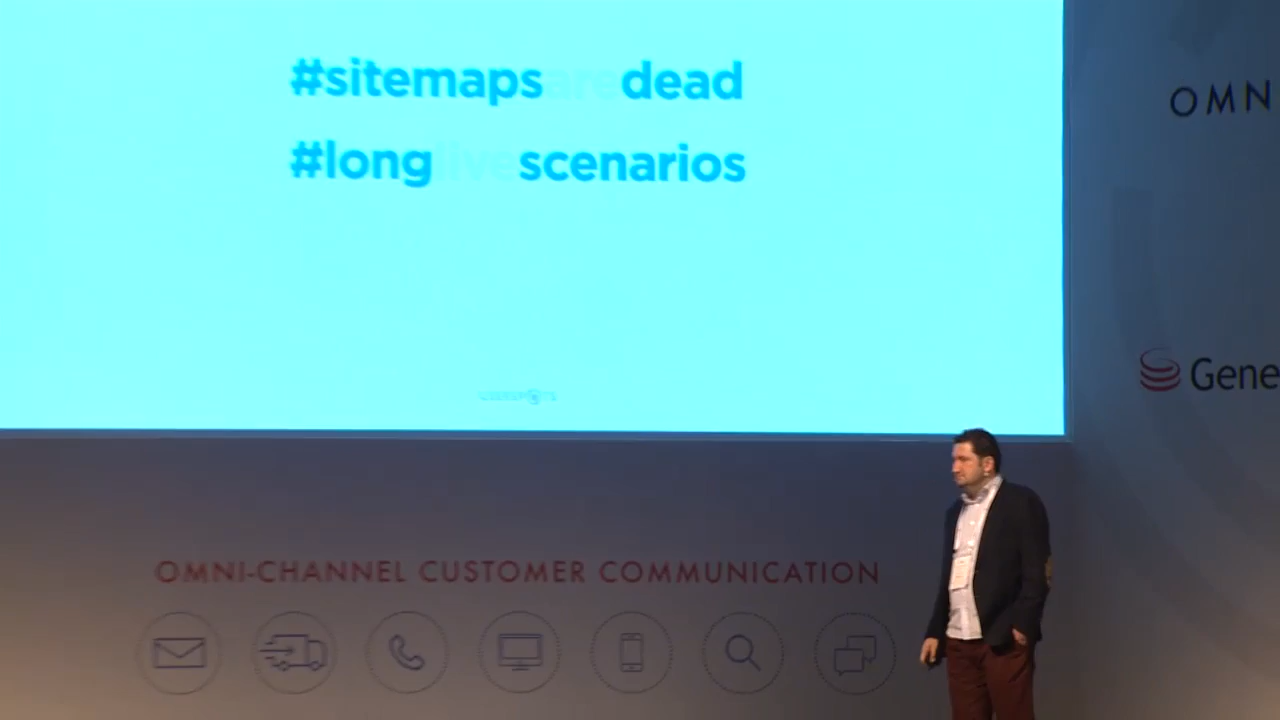 #sitemapsaredead
#longlivescenarios
OMN
Gene
OMNI-CHANNEL CUSTOMER COMMUNICATION